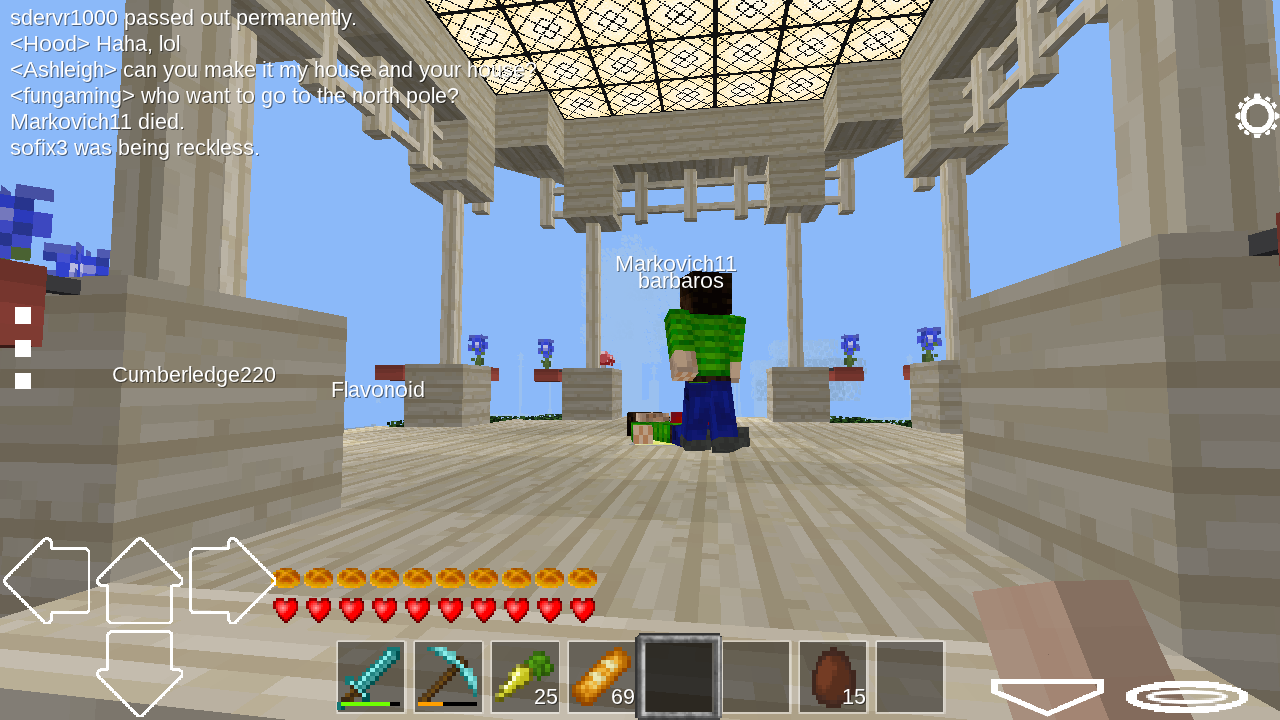 sdervr1000 passed out permanently.
<Hood> Haha, lol
<Ashleigh> can you make it my house and your house?
<fungaming> who want to go to the north pole?
Markovich11 died.
sofix3 was being reckless.
Markovich11
barbaros
Cumberledge220
Flavonoid
25
69
15